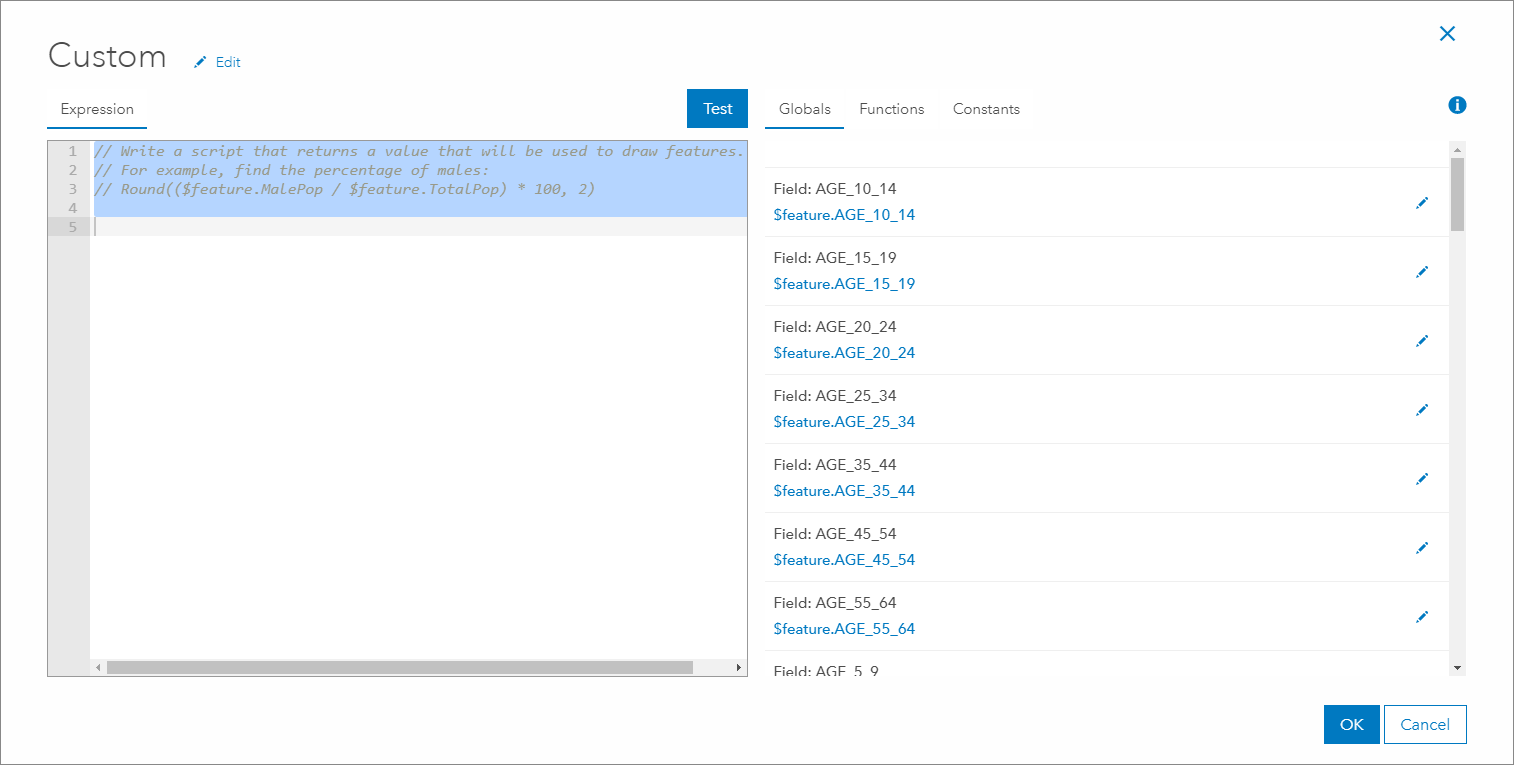 Custom
Edit
Expression
Test
1 // Write a script that returns a value that will be used to draw features.
2 // For example, find the percentage of males:
3 // Round(($feature.MalePop / $feature.TotalPop) * 100, 2)
4
5
Globals Functions Constants
Field: AGE_10_14
$feature.AGE_10_14
Field: AGE_15_19
$feature.AGE_15_19
Field: AGE_20_24
$feature.AGE_20_24
Field: AGE_25_34
$feature.AGE_25_34
Field: AGE_35_44
$feature.AGE_35_44
Field: AGE_45_54
$feature.AGE_45_54
Field: AGE_55_64
$feature.AGE_55_64
Field: AGE_5_9
OK Cancel